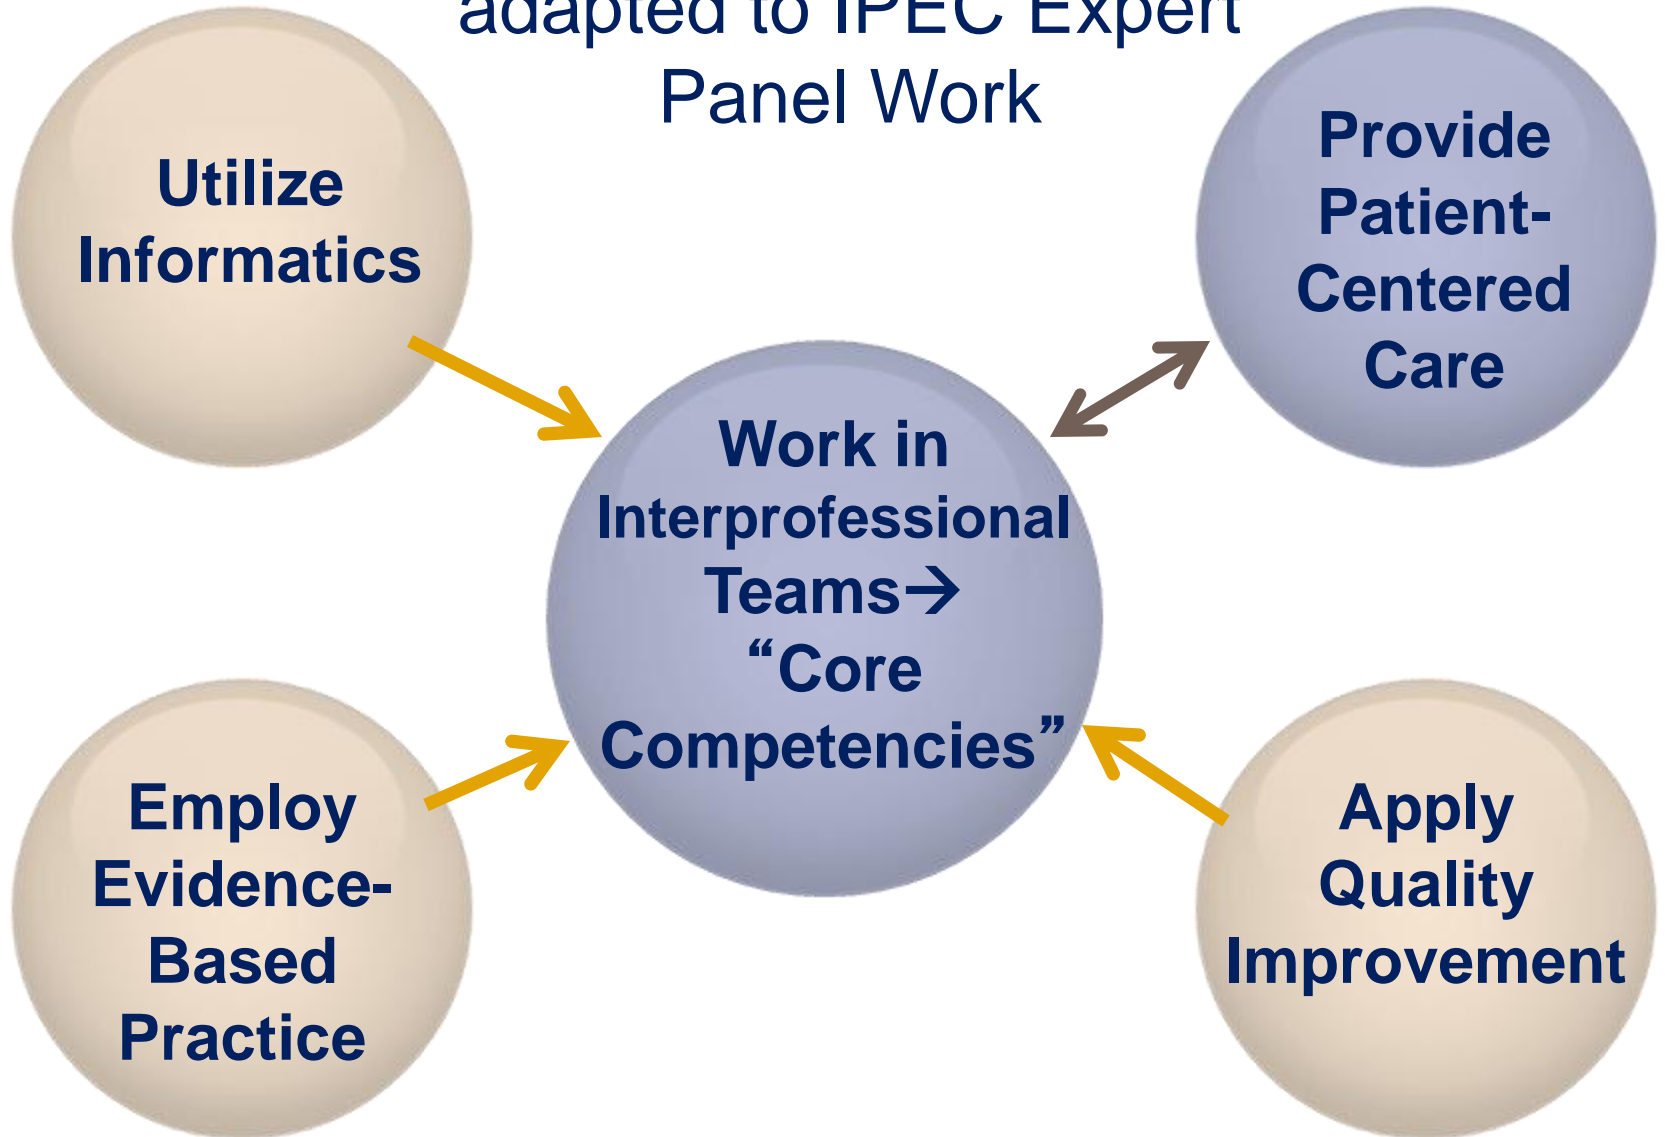 adapted to IPEC Expert
Panel Work
Utilize
Informatics
Provide
Patient-
Centered
Care
Work in
Interprofessional
Teams→
“Core
Competencies”
Employ
Evidence-
Based
Practice
Apply
Quality
Improvement